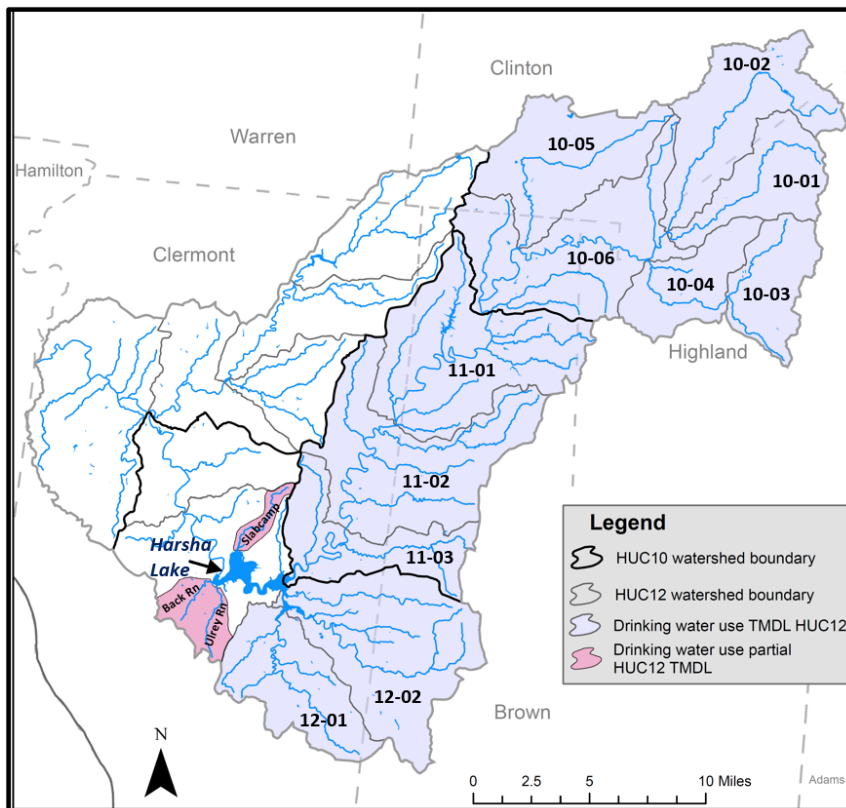 Clinton
10-02
Warren
10-05
Hamilton
10-01
Clermont
10-06
10-04
10-03
Highland
11-01
11-02
Slabcamp
Harsha
Lake
11-03
Back Rn
Ulrey Rn
12-02
12-01
Brown
Legend
HUC10 watershed boundary
HUC12 watershed boundary
Drinking water use TMDL HUC12
Drinking water use partial
HUC12 TMDL
N
0 2.5 5 10 Miles
Adams